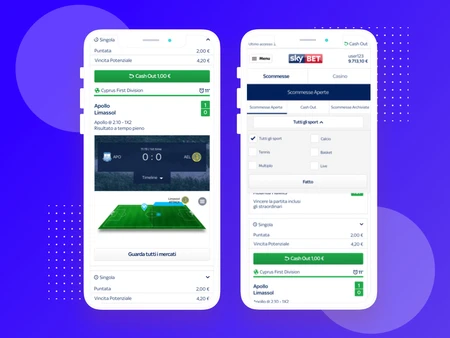 Singola
Puntata 2,00 €
Vincita Potenziale 4,20 €
Cash Out 1,00 €
Cyprus First Division 11'
Apollo 1
Limassol 0
Apollo @ 2.10 - 1X2
Risultato a tempo pieno
APO 0 : 0 AEL
Timeline
Guarda tutti i mercati
Singola
Puntata 2,00 €
Vincita Potenziale 4,20 €
Cash Out
Menu
sky BET
user123
9.713,10 €
Scommesse Casino
Scommesse Aperte
Scommesse Aperte Cash Out Scommesse Archiviate
Tutti gli sport
Tutti gli sport Calcio
Tennis Basket
Multiplo Live
Fatto
Vincere la partita inclusi
gli straordinari
Singola
Puntata 2,00 €
Vincita Potenziale 4,20 €
Cash Out 1,00 €
Cyprus First Division 11'
Apollo 1
Limassol 0
Apollo @ 2.10 - 1X2